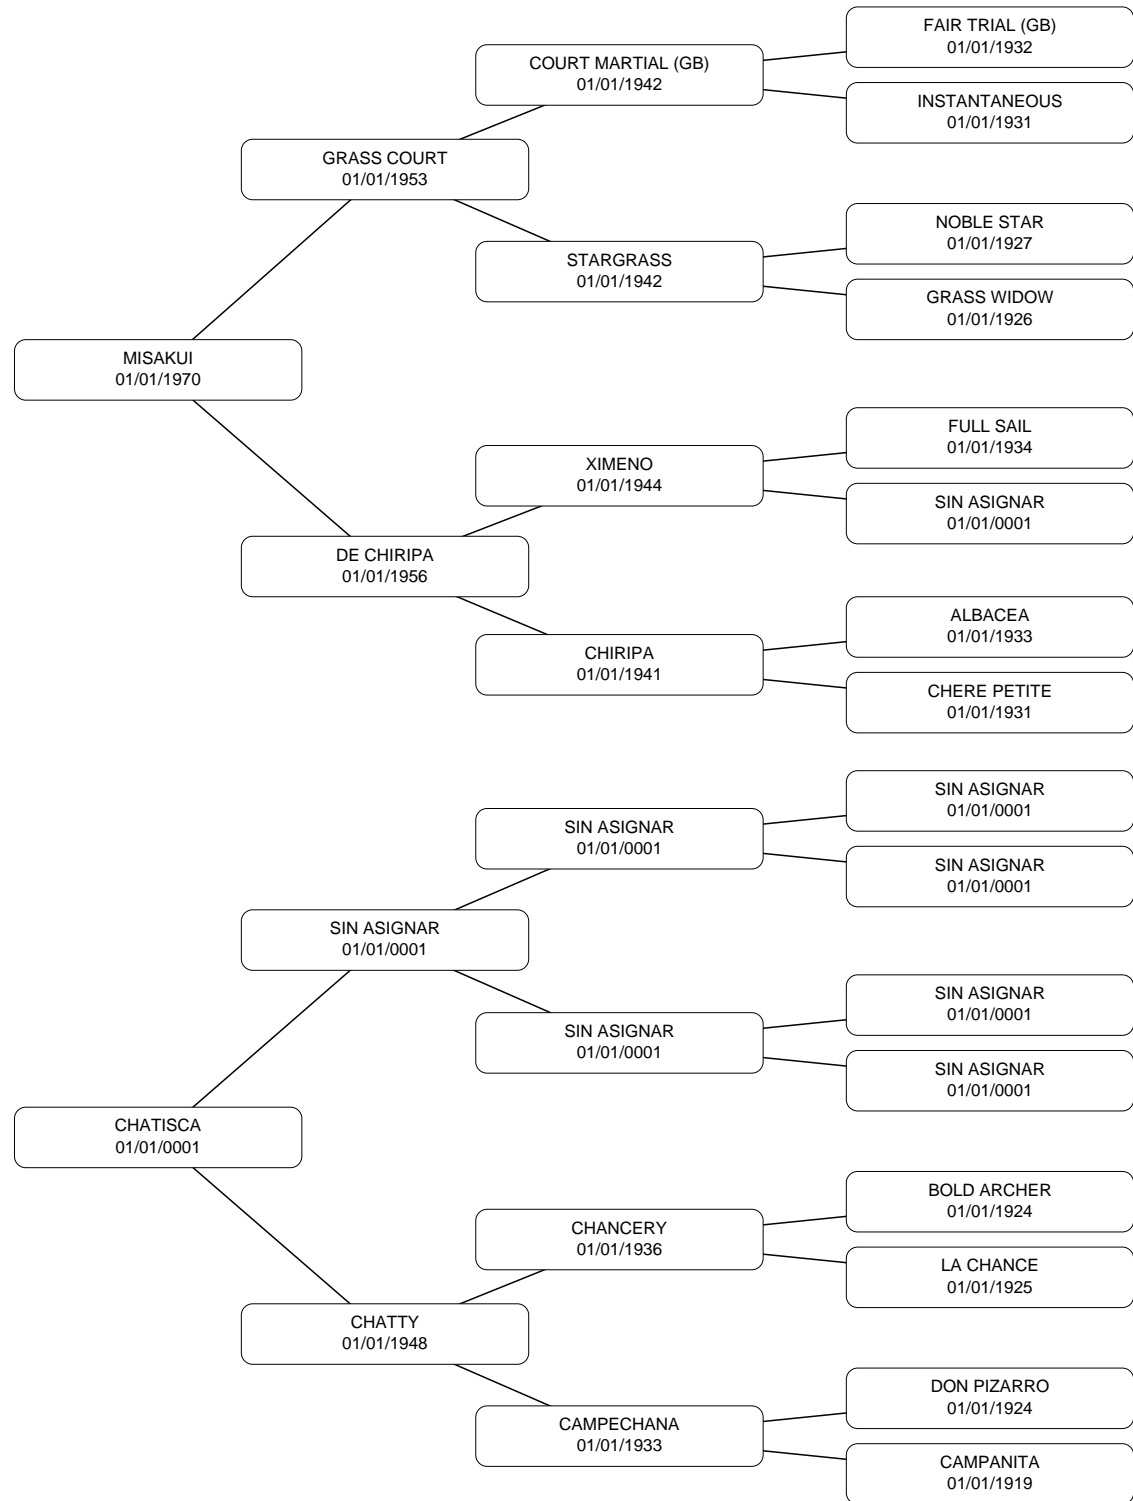 FAIR TRIAL (GB)
01/01/1932
COURT MARTIAL (GB)
01/01/1942
INSTANTANEOUS
01/01/1931
GRASS COURT
01/01/1953
NOBLE STAR
01/01/1927
STARGRASS
01/01/1942
GRASS WIDOW
01/01/1926
MISAKUI
01/01/1970
FULL SAIL
01/01/1934
XIMENO
01/01/1944
SIN ASIGNAR
01/01/0001
DE CHIRIPA
01/01/1956
ALBACEA
01/01/1933
CHIRIPA
01/01/1941
CHERE PETITE
01/01/1931
SIN ASIGNAR
01/01/0001
SIN ASIGNAR
01/01/0001
SIN ASIGNAR
01/01/0001
SIN ASIGNAR
01/01/0001
SIN ASIGNAR
01/01/0001
SIN ASIGNAR
01/01/0001
SIN ASIGNAR
01/01/0001
CHATISCA
01/01/0001
BOLD ARCHER
01/01/1924
CHANCERY
01/01/1936
LA CHANCE
01/01/1925
CHATTY
01/01/1948
DON PIZARRO
01/01/1924
CAMPECHANA
01/01/1933
CAMPANITA
01/01/1919